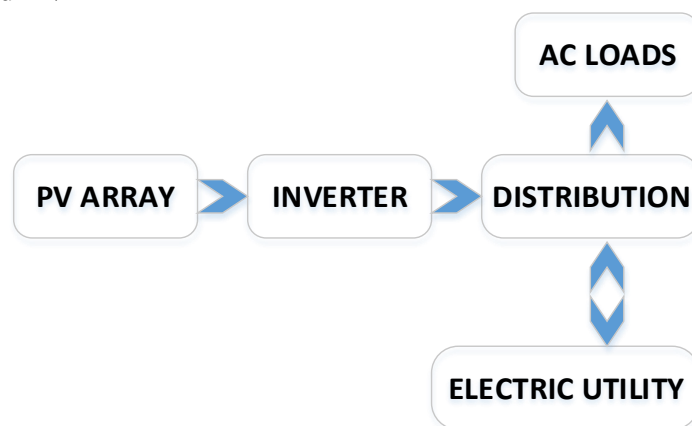 AC LOADS
PV ARRAY
INVERTER
DISTRIBUTION
ELECTRIC UTILITY